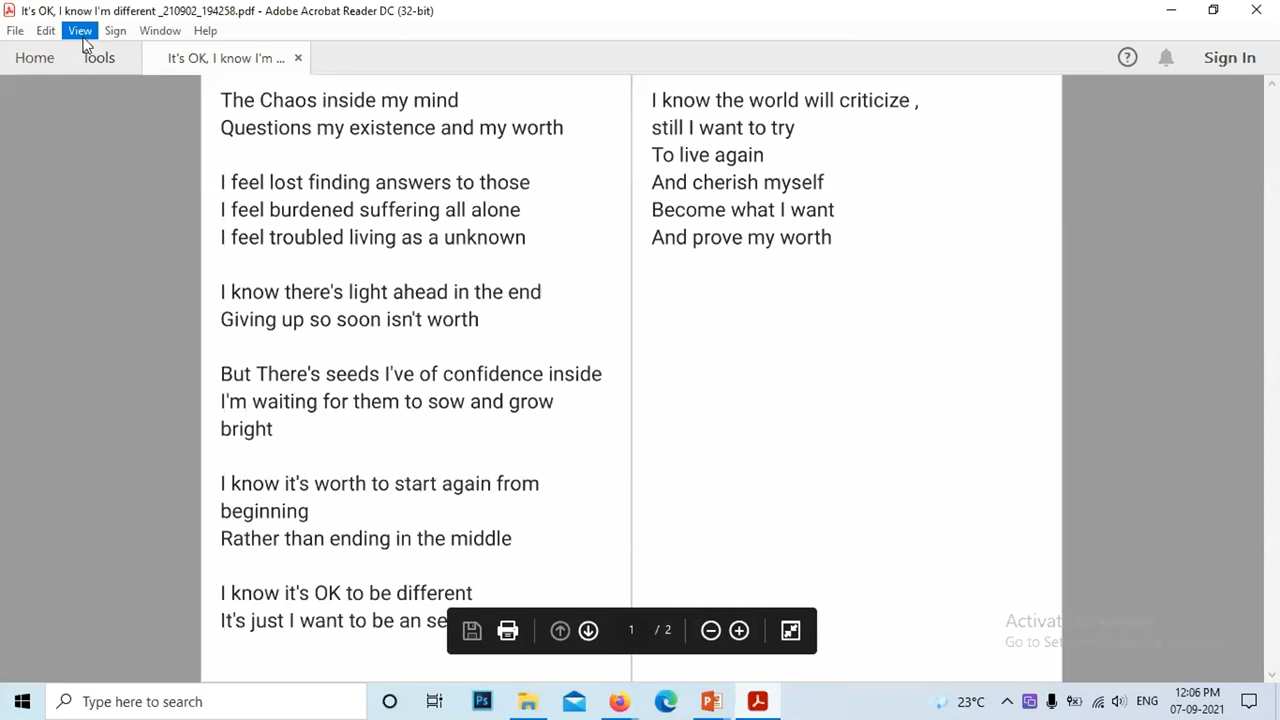 It's OK, I know I'm different _210902_194258.pdf - Adobe Acrobat Reader DC (32-bit)
File Edit View Sign Window Help
Home Tools It's OK, I know I'm ... × Sign In
The Chaos inside my mind
Questions my existence and my worth
I feel lost finding answers to those
I feel burdened suffering all alone
I feel troubled living as a unknown
I know there's light ahead in the end
Giving up so soon isn't worth
But There's seeds I've of confidence inside
I'm waiting for them to sow and grow
bright
I know it's worth to start again from
beginning
Rather than ending in the middle
I know it's OK to be different
It's just I want to be an se
I know the world will criticize ,
still I want to try
To live again
And cherish myself
Become what I want
And prove my worth
1 / 2
Activat
Go to Se
Type here to search
23°C ENG 12:06 PM
07-09-2021